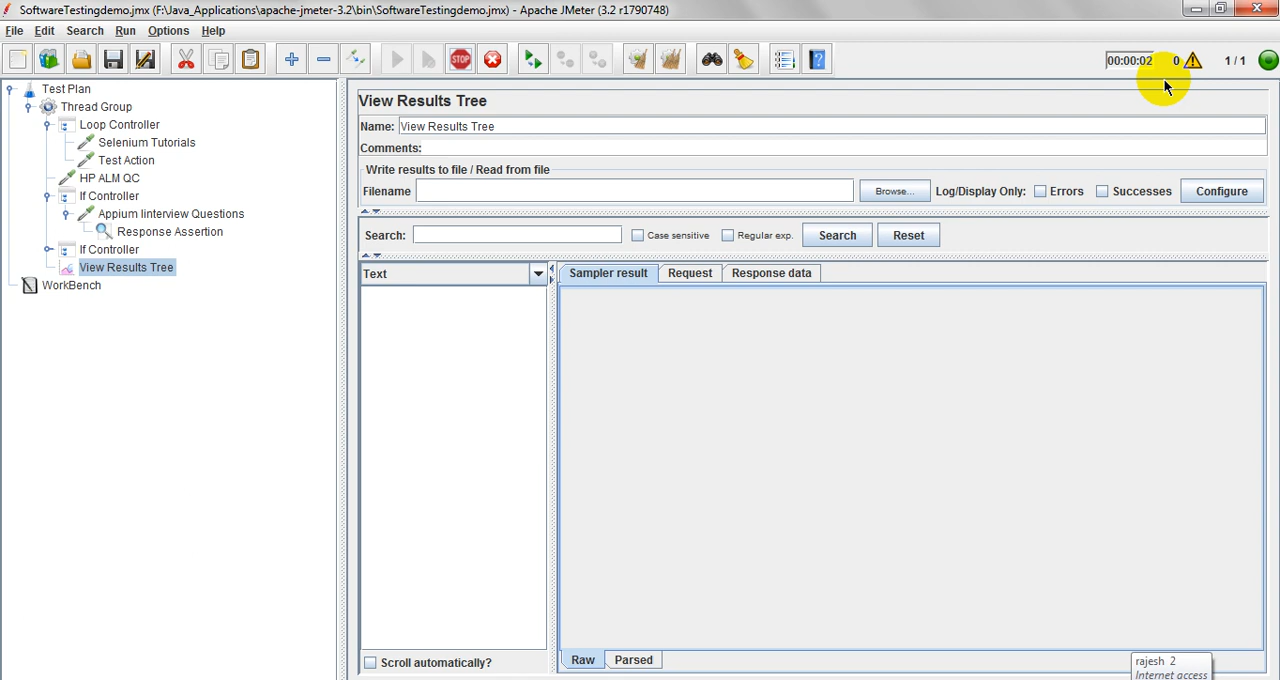 SoftwareTestingdemo.jmx (F:\Java_Applications\apache-jmeter-3.2\bin\SoftwareTestingdemo.jmx) - Apache JMeter (3.2 r1790748)
File Edit Search Run Options Help
STOP 00:00:02 0 1 / 1
Test Plan
Thread Group
Loop Controller
Selenium Tutorials
Test Action
HP ALM QC
If Controller
Appium Iinterview Questions
Response Assertion
If Controller
View Results Tree
WorkBench
View Results Tree
Name: View Results Tree
Comments:
Write results to file / Read from file
Filename Browse... Log/Display Only: Errors Successes Configure
Search: Case sensitive Regular exp. Search Reset
Text Sampler result Request Response data
Scroll automatically? Raw Parsed
rajesh 2
Internet access